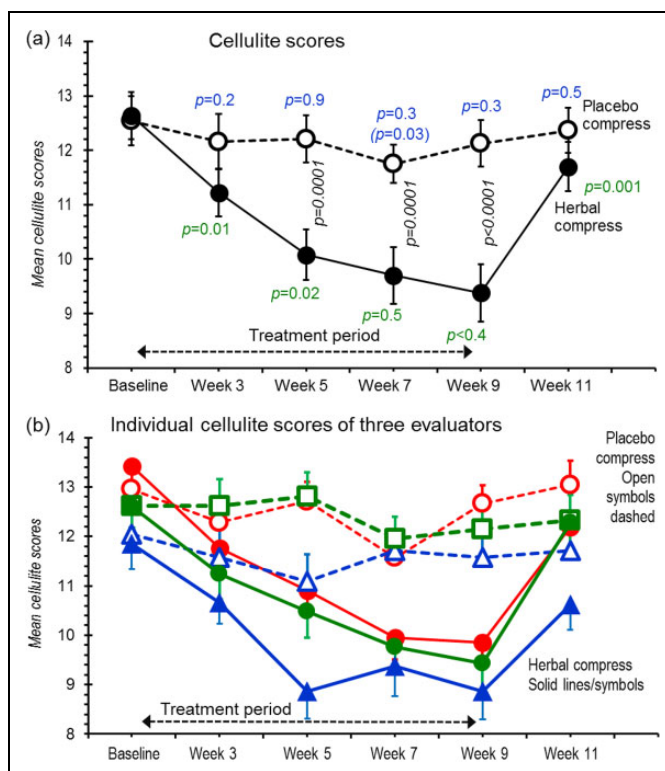 (a) Cellulite scores
14
13
12
11
10
9
8
Mean cellulite scores
p=0.2
p=0.9
p=0.3
(p=0.03)
p=0.3
p=0.5
Placebo
compress
p=0.0001
p=0.0001
p<0.0001
p=0.001
Herbal
compress
p=0.01
p=0.02
p=0.5
p<0.4
Treatment period
Baseline Week 3 Week 5 Week 7 Week 9 Week 11
(b) Individual cellulite scores of three evaluators
14
13
12
11
10
9
8
Mean cellulite scores
Placebo
compress
Open
symbols
dashed
Herbal compress
Solid lines/symbols
Treatment period
Baseline Week 3 Week 5 Week 7 Week 9 Week 11